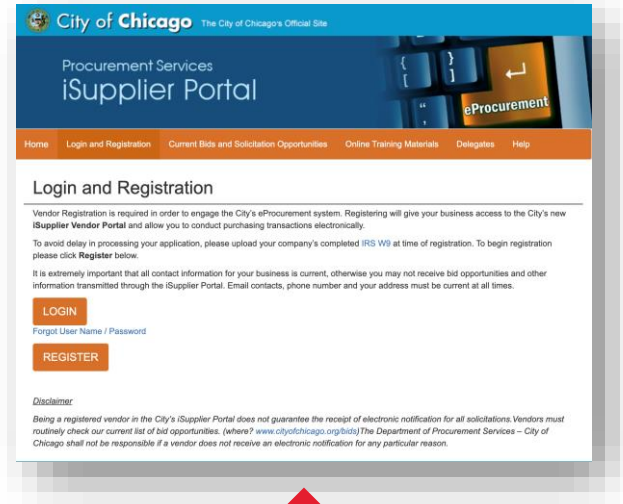 City of Chicago The City of Chicago's Official Site
Procurement Services
iSupplier Portal
{ }
[ ]
"
,
eProcurement
Home Login and Registration Current Bids and Solicitation Opportunities Online Training Materials Delegates Help
Login and Registration
Vendor Registration is required in order to engage the City's eProcurement system. Registering will give your business access to the City's new
iSupplier Vendor Portal and allow you to conduct purchasing transactions electronically.
To avoid delay in processing your application, please upload your company's completed IRS W9 at time of registration. To begin registration
please click Register below.
It is extremely important that all contact information for your business is current, otherwise you may not receive bid opportunities and other
information transmitted through the iSupplier Portal. Email contacts, phone number and your address must be current at all times.
LOGIN
Forgot User Name / Password
REGISTER
Disclaimer
Being a registered vendor in the City's iSupplier Portal does not guarantee the receipt of electronic notification for all solicitations.Vendors must
routinely check our current list of bid opportunities. (where? www.cityofchicago.org/bids)The Department of Procurement Services – City of
Chicago shall not be responsible if a vendor does not receive an electronic notification for any particular reason.